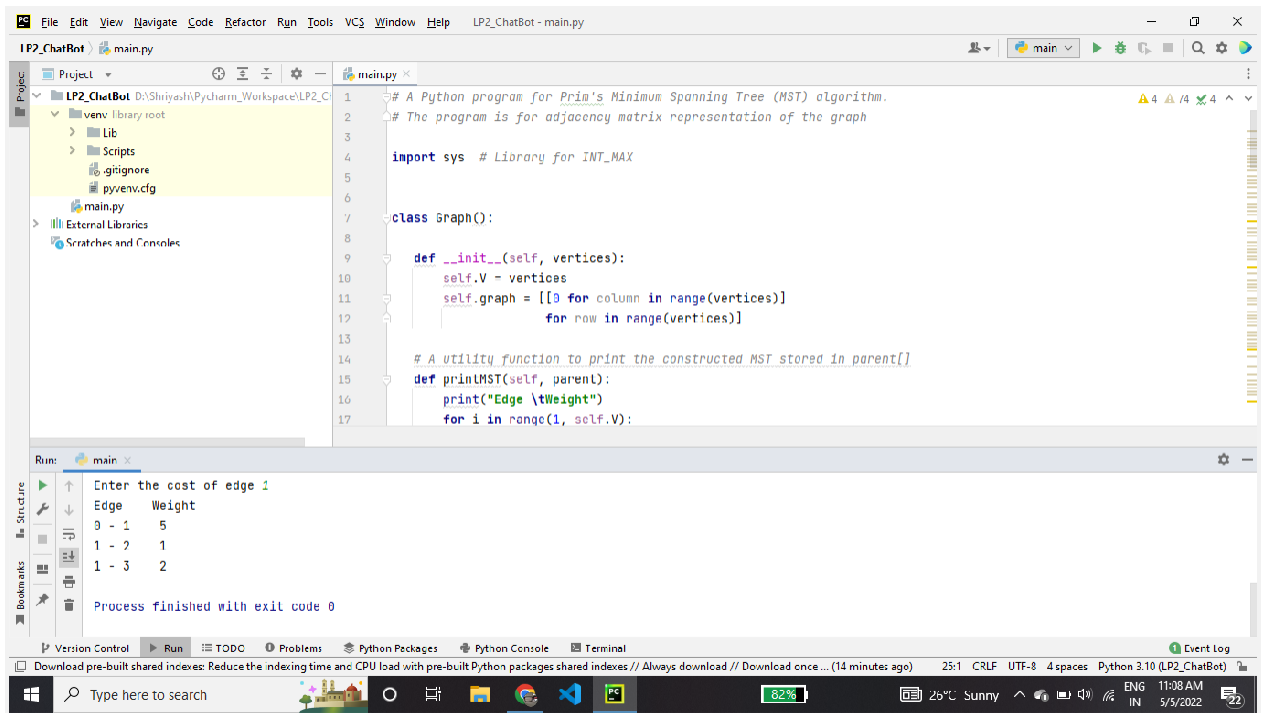 File Edit View Navigate Code Refactor Run Tools VCS Window Help LP2_ChatBot - main.py
LP2_ChatBot main.py
main
Project
Project
main.py
LP2_ChatBot D:\Shriyash\Pycharm_Workspace\LP2_C
venv library root
Lib
Scripts
.gitignore
pyvenv.cfg
main.py
External Libraries
Scratches and Consoles
1 # A Python program for Prim's Minimum Spanning Tree (MST) algorithm.
2 # The program is for adjacency matrix representation of the graph
3
4 import sys # Library for INT_MAX
5
6
7 class Graph():
8
9 def __init__(self, vertices):
10 self.V = vertices
11 self.graph = [[0 for column in range(vertices)]
12 for row in range(vertices)]
13
14 # A utility function to print the constructed MST stored in parent[]
15 def printMST(self, parent):
16 print("Edge \tWeight")
17 for i in range(1, self.V):
4 /4 4
Run: main
Enter the cost of edge 1
Edge Weight
0 - 1 5
1 - 2 1
1 - 3 2
Process finished with exit code 0
Structure
Bookmarks
Version Control Run TODO Problems Python Packages Python Console Terminal
1 Event Log
Download pre-built shared indexes: Reduce the indexing time and CPU load with pre-built Python packages shared indexes // Always download // Download once ... (14 minutes ago) 25:1 CRLF UTF-8 4 spaces Python 3.10 (LP2_ChatBot)
Type here to search
82%
26°C Sunny
ENG
IN
11:08 AM
5/5/2022
22